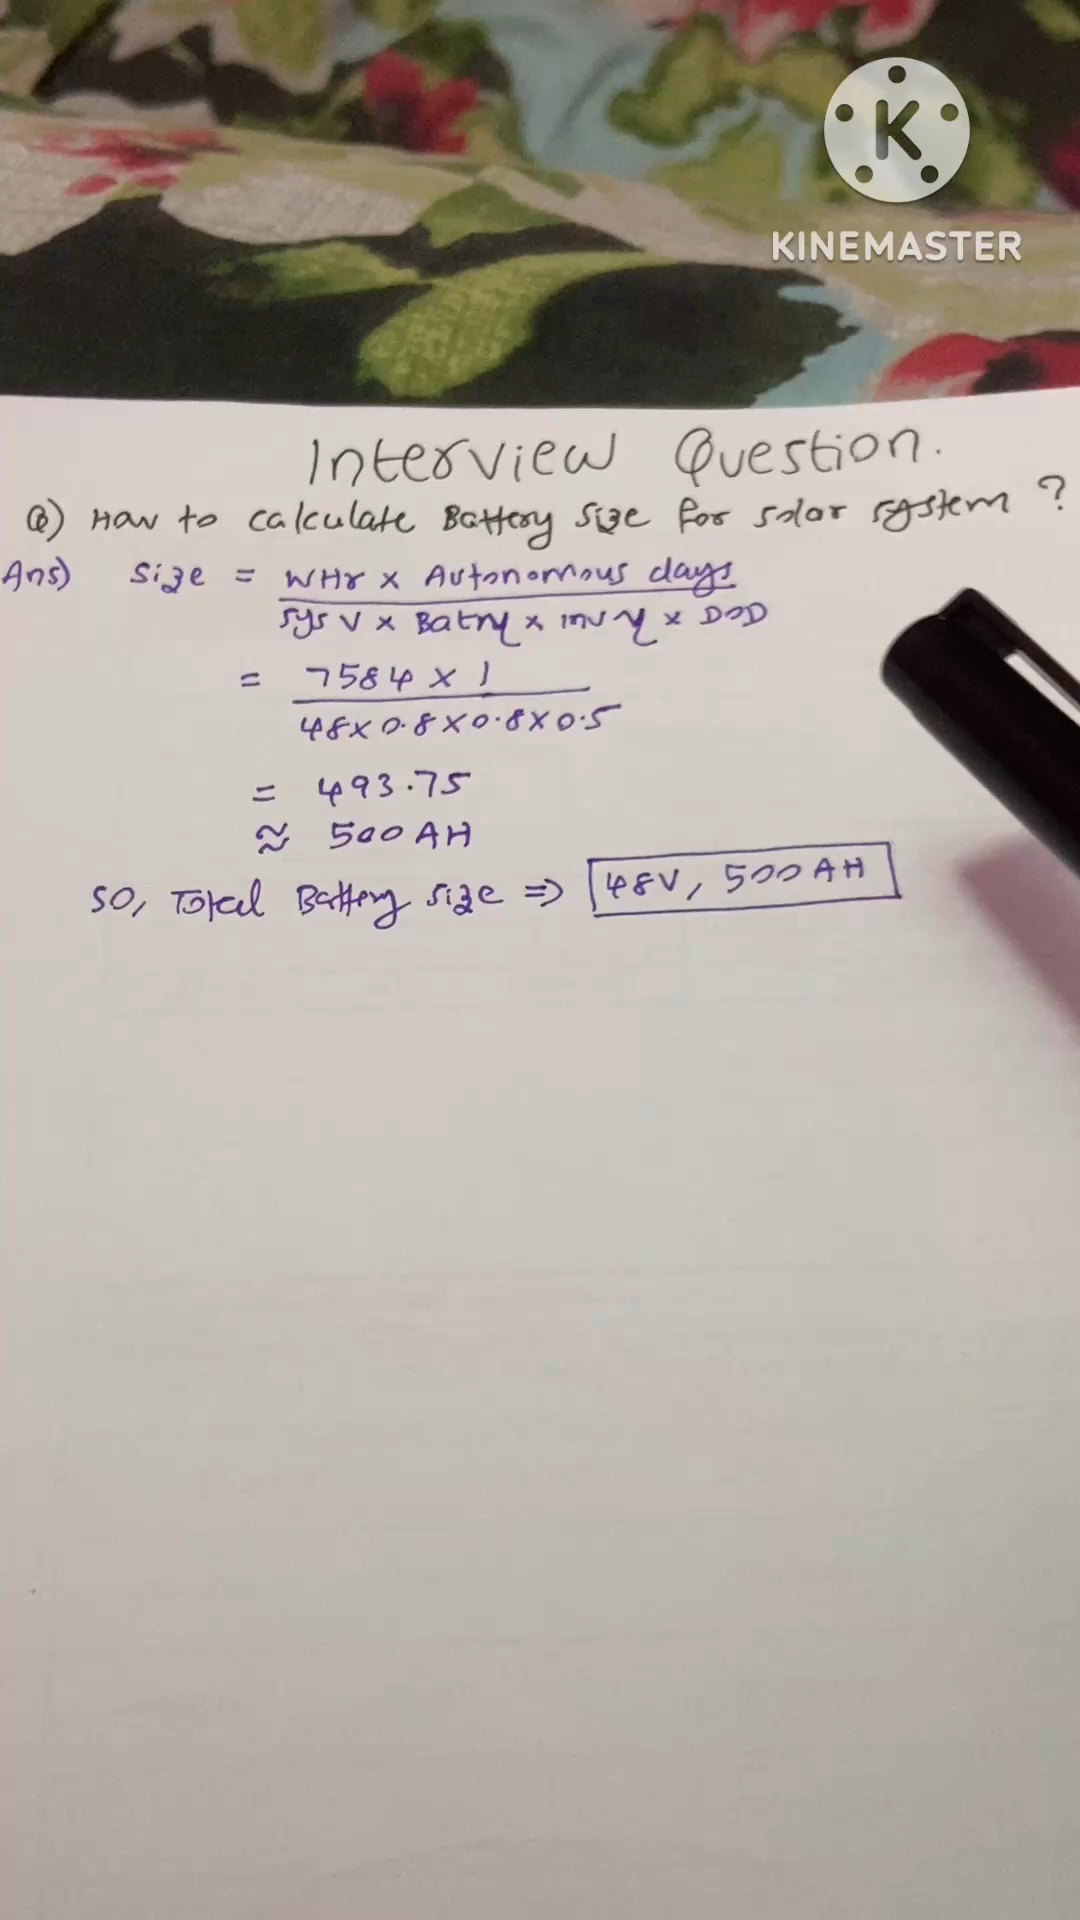 K
KINEMASTER
Interview Question.
Q) How to calculate Battery size for solar system ?
Ans) Size = WHr x Autonomous days
Sys V x Bat η x inv η x DOD
= 7584 x 1
48x 0.8 x 0.8 x 0.5
= 493.75
≈ 500 AH
SO, Total Battery size => 48V, 500 AH